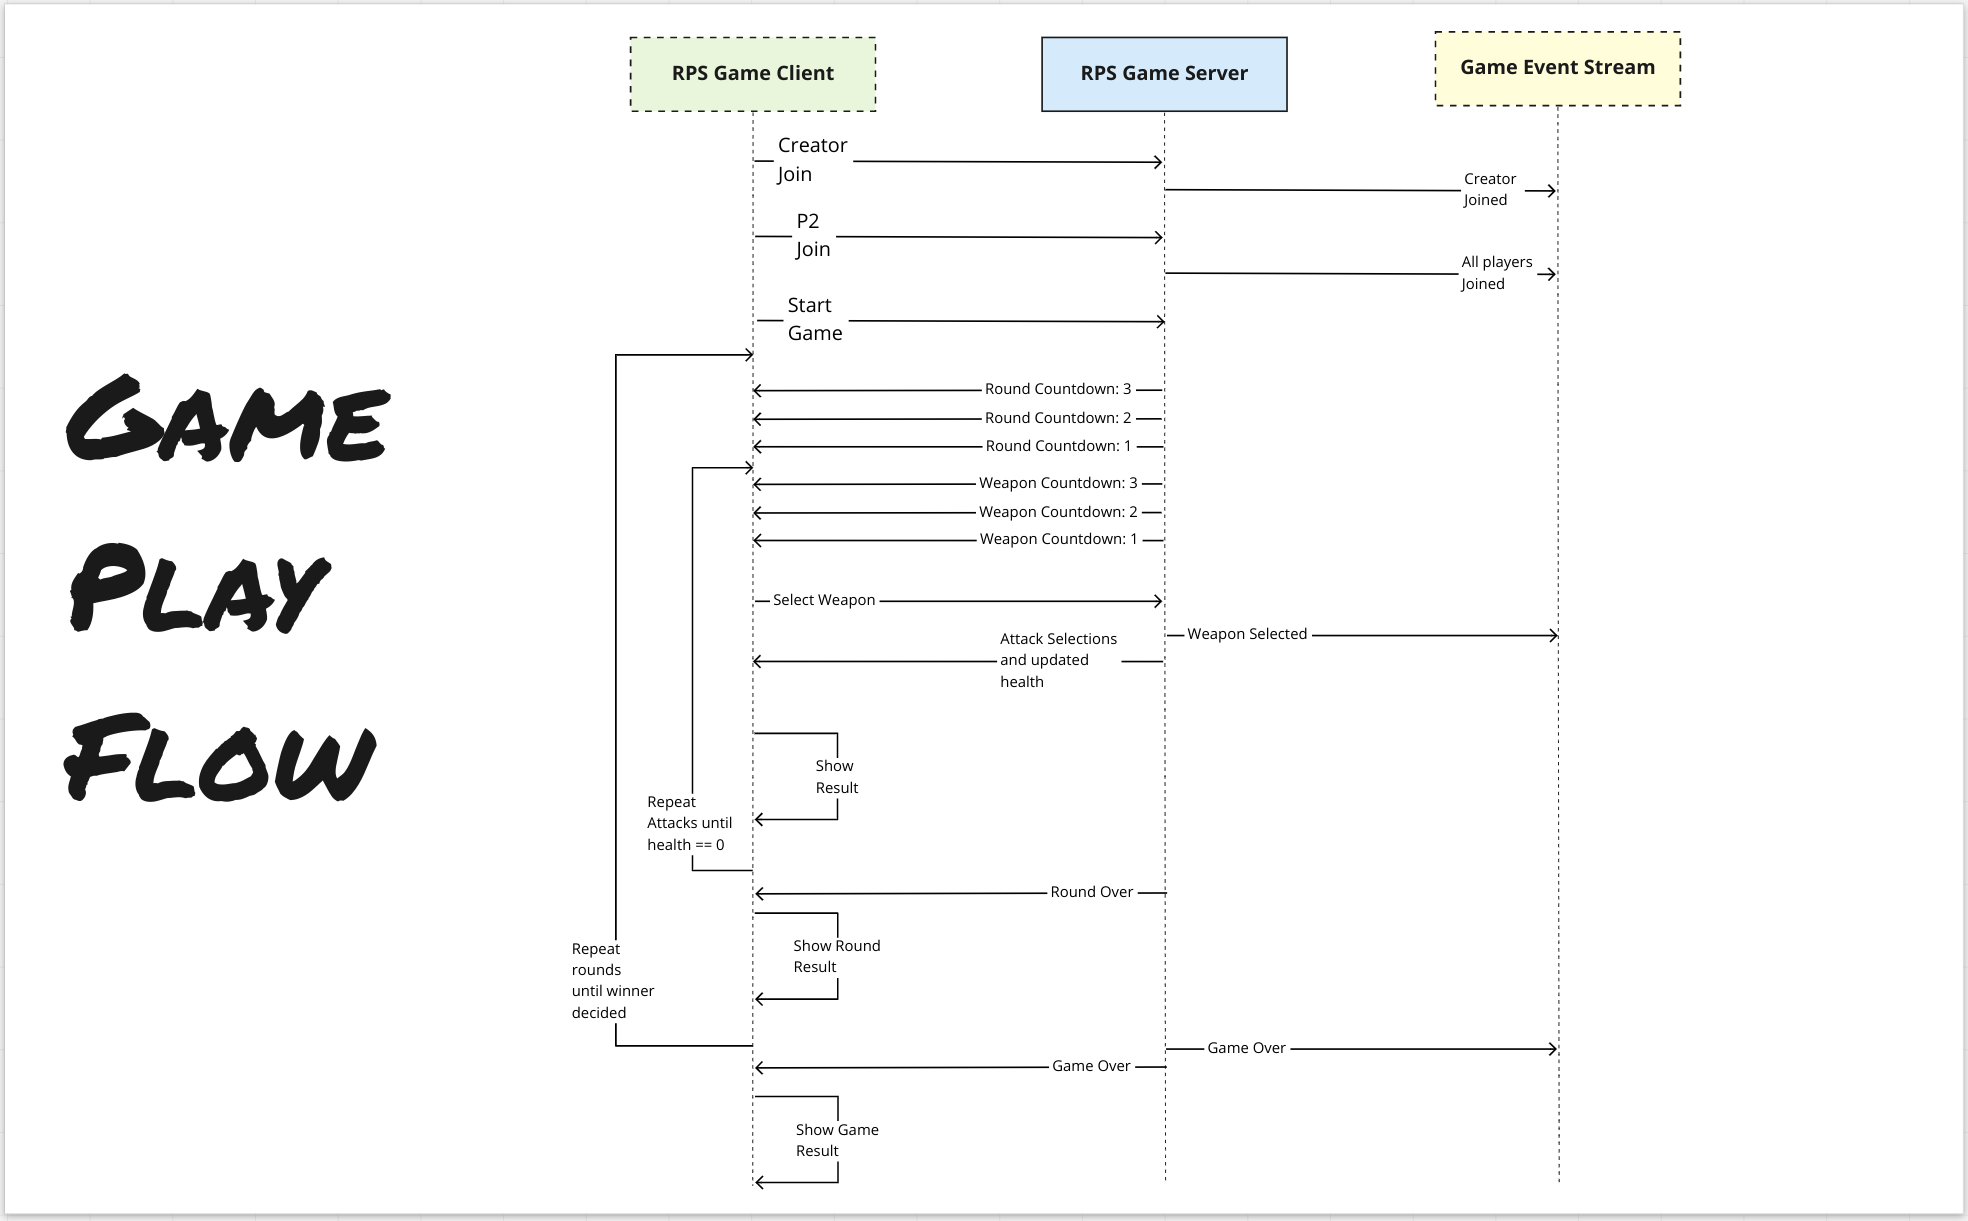 RPS Game Client
RPS Game Server
Game Event Stream
Creator
Join
Creator
Joined
P2
Join
All players
Joined
Start
Game
Round Countdown: 3
Round Countdown: 2
Round Countdown: 1
Weapon Countdown: 3
Weapon Countdown: 2
Weapon Countdown: 1
Select Weapon
Weapon Selected
Attack Selections
and updated
health
Show
Result
Repeat
Attacks until
health == 0
Round Over
Show Round
Result
Repeat
rounds
until winner
decided
Game Over
Game Over
Show Game
Result
GAME
PLAY
FLOW